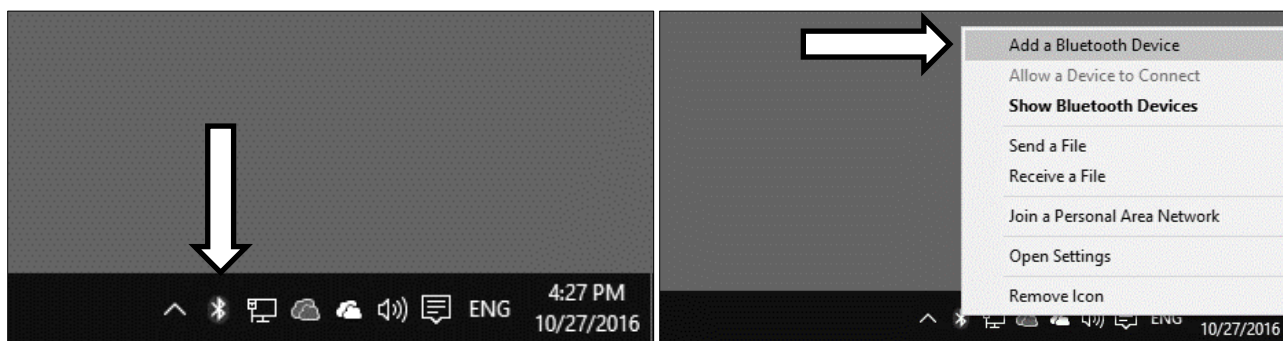 ENG
4:27 PM
10/27/2016
Add a Bluetooth Device
Allow a Device to Connect
Show Bluetooth Devices
Send a File
Receive a File
Join a Personal Area Network
Open Settings
Remove Icon
ENG
10/27/2016